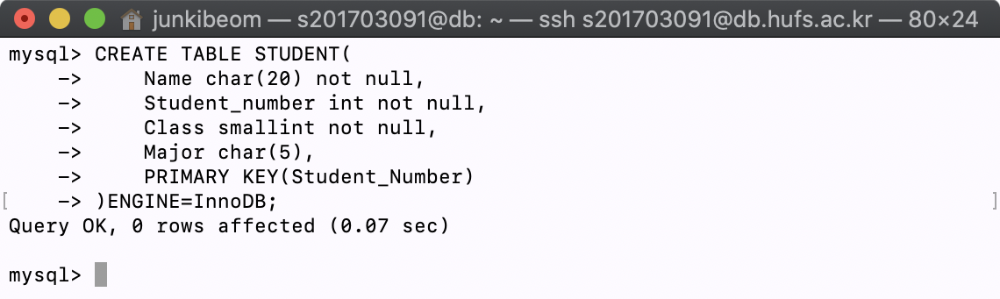 junkibeom — s201703091@db: ~ — ssh s201703091@db.hufs.ac.kr — 80×24
mysql> CREATE TABLE STUDENT(
    ->     Name char(20) not null,
    ->     Student_number int not null,
    ->     Class smallint not null,
    ->     Major char(5),
    ->     PRIMARY KEY(Student_Number)
[    -> )ENGINE=InnoDB; ]
Query OK, 0 rows affected (0.07 sec)
mysql>